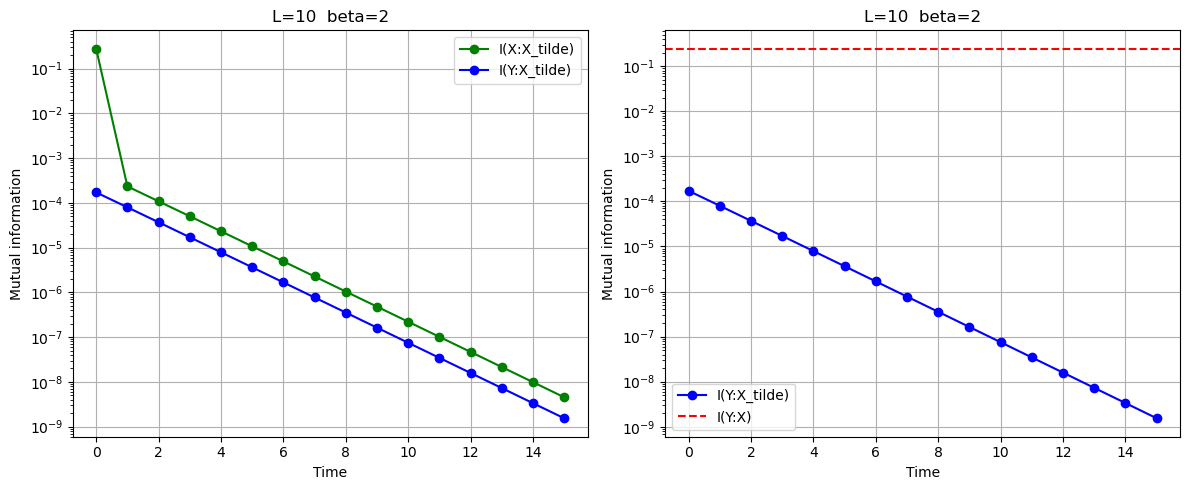 L=10  beta=2
I(X:X_tilde)
I(Y:X_tilde)
Mutual information
10⁻¹
10⁻²
10⁻³
10⁻⁴
10⁻⁵
10⁻⁶
10⁻⁷
10⁻⁸
10⁻⁹
0 2 4 6 8 10 12 14
Time
L=10  beta=2
Mutual information
10⁻¹
10⁻²
10⁻³
10⁻⁴
10⁻⁵
10⁻⁶
10⁻⁷
10⁻⁸
10⁻⁹
I(Y:X_tilde)
I(Y:X)
0 2 4 6 8 10 12 14
Time